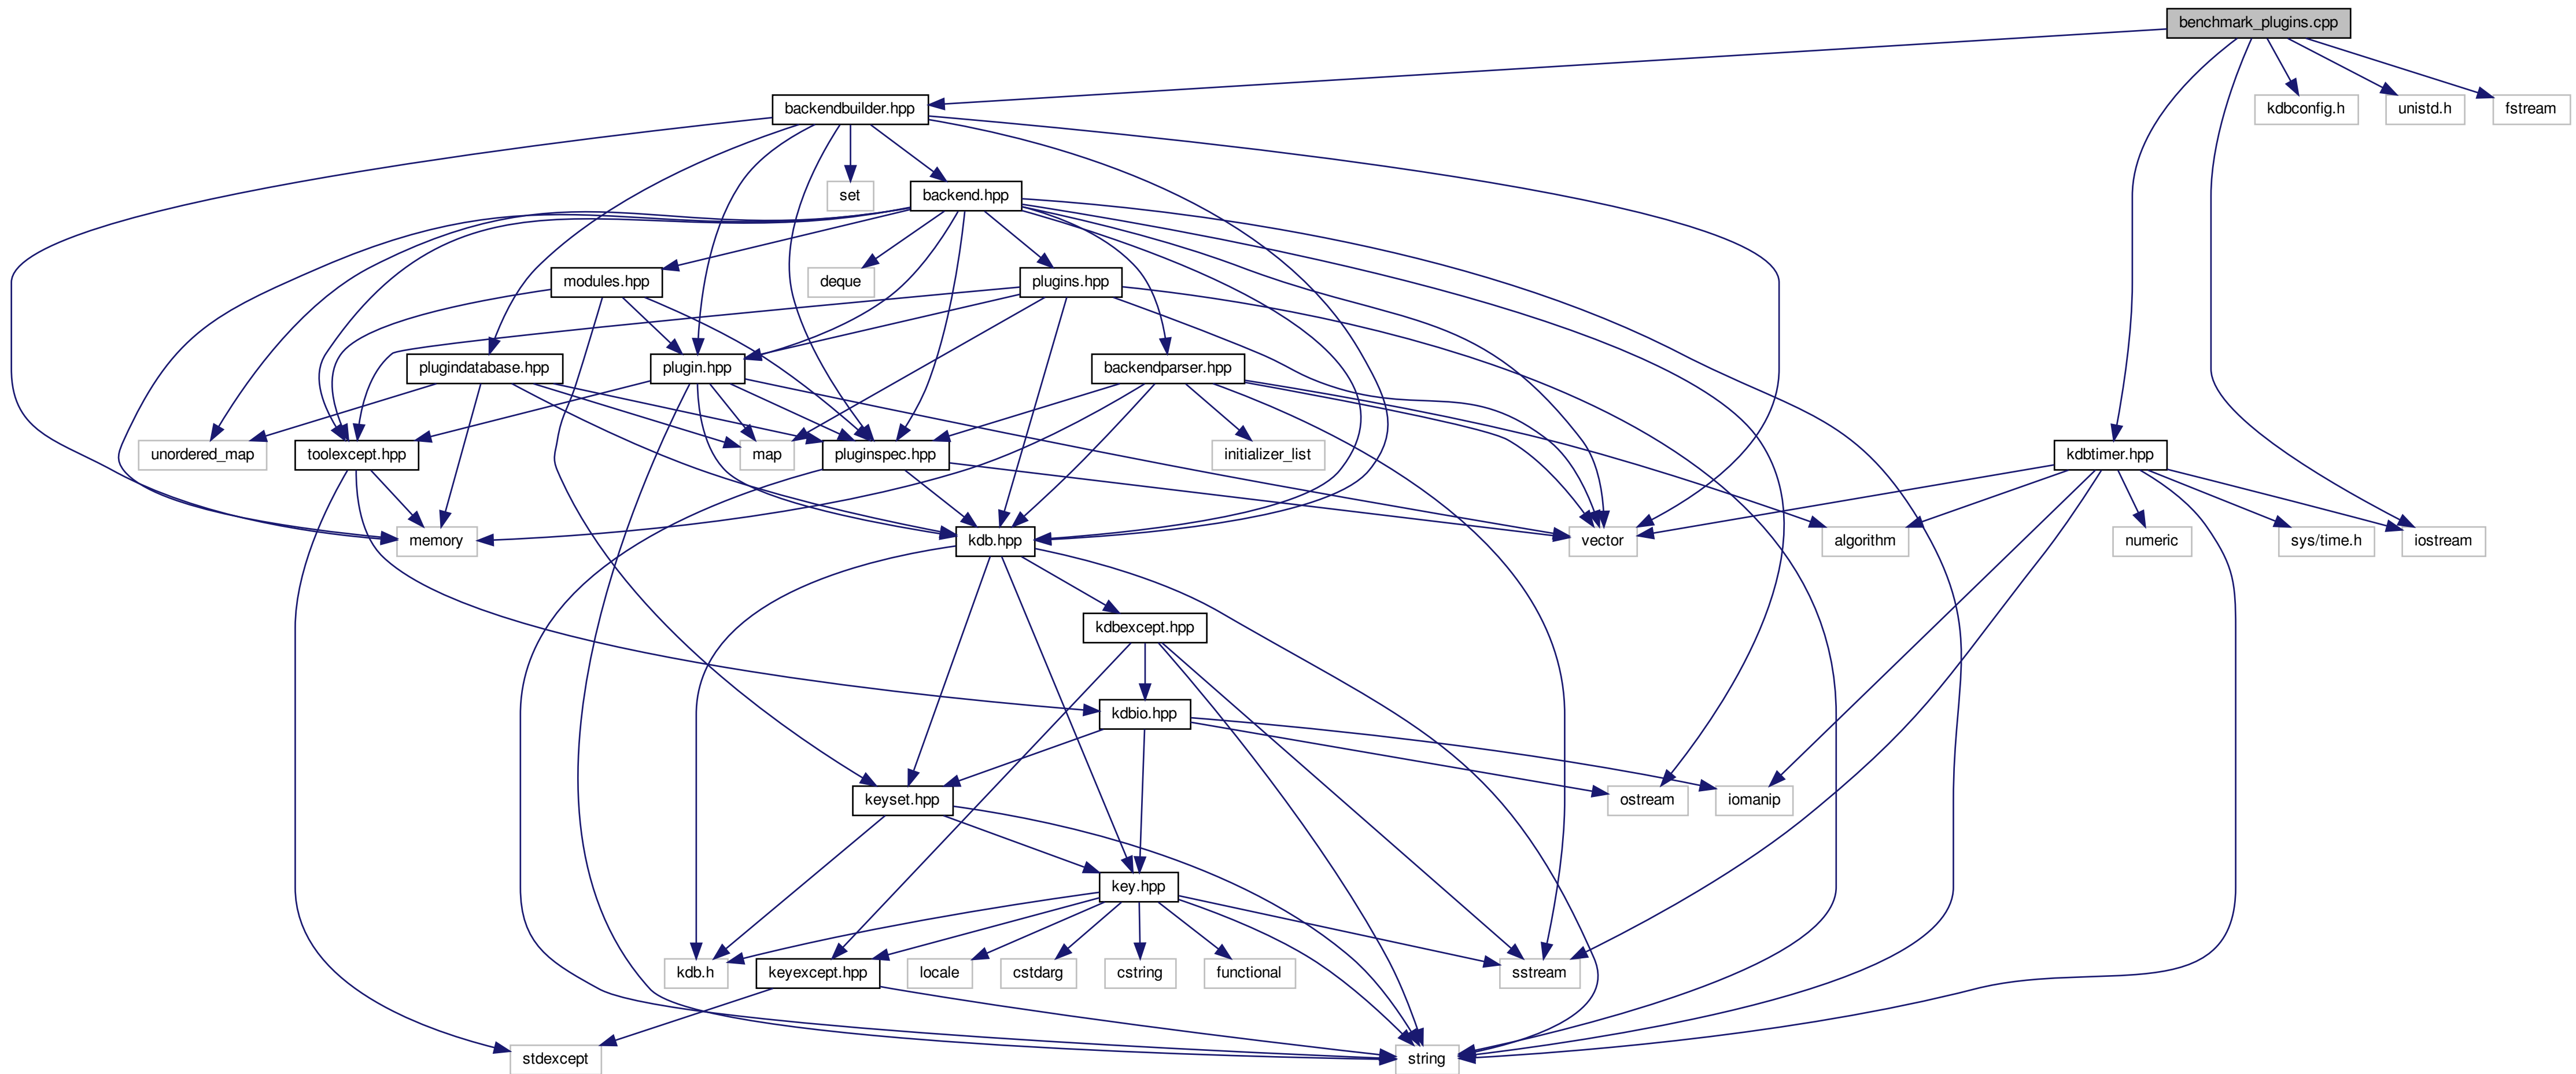 benchmark_plugins.cpp
backendbuilder.hpp
kdbconfig.h
unistd.h
fstream
set
backend.hpp
modules.hpp
deque
plugins.hpp
plugindatabase.hpp
plugin.hpp
backendparser.hpp
unordered_map
toolexcept.hpp
map
pluginspec.hpp
initializer_list
kdbtimer.hpp
memory
kdb.hpp
vector
algorithm
numeric
sys/time.h
iostream
kdbexcept.hpp
kdbio.hpp
keyset.hpp
ostream
iomanip
key.hpp
kdb.h
keyexcept.hpp
locale
cstdarg
cstring
functional
sstream
stdexcept
string